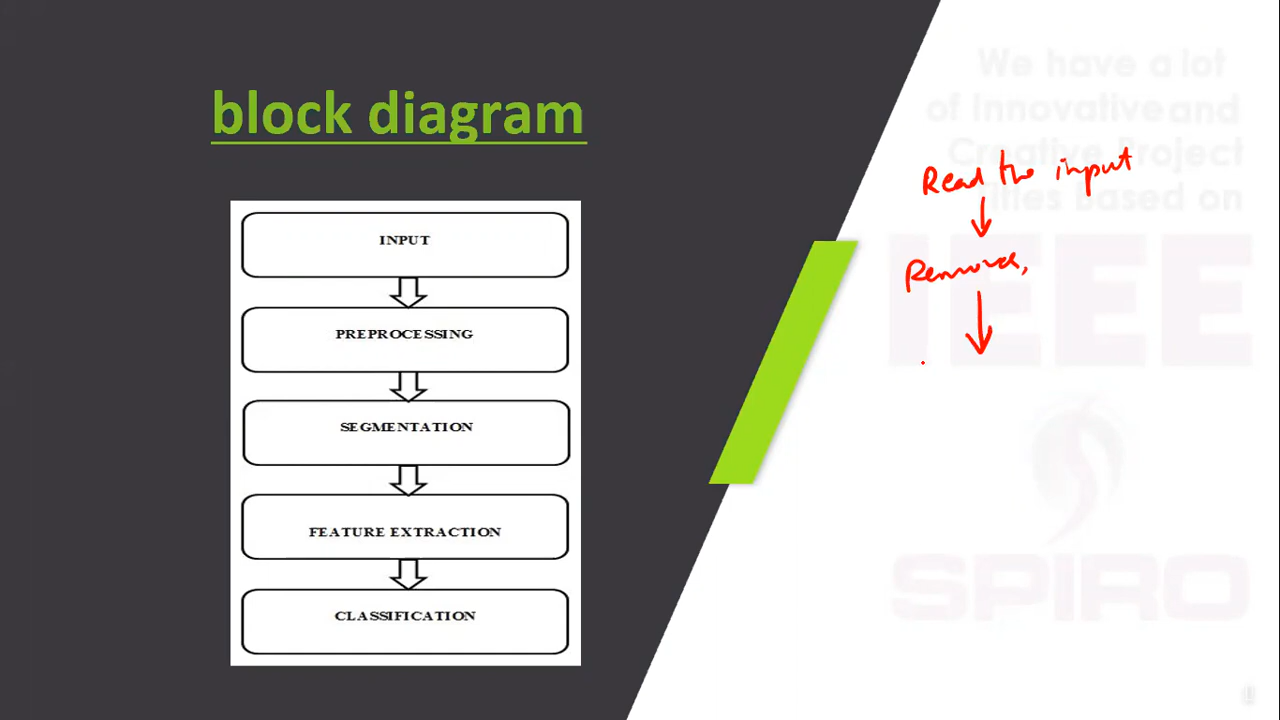 block diagram
INPUT
PREPROCESSING
SEGMENTATION
FEATURE EXTRACTION
CLASSIFICATION
We have a lot
of Innovative and
Creative Project
Titles Based on
IEEE
SPIRO
Read the input
Remove,